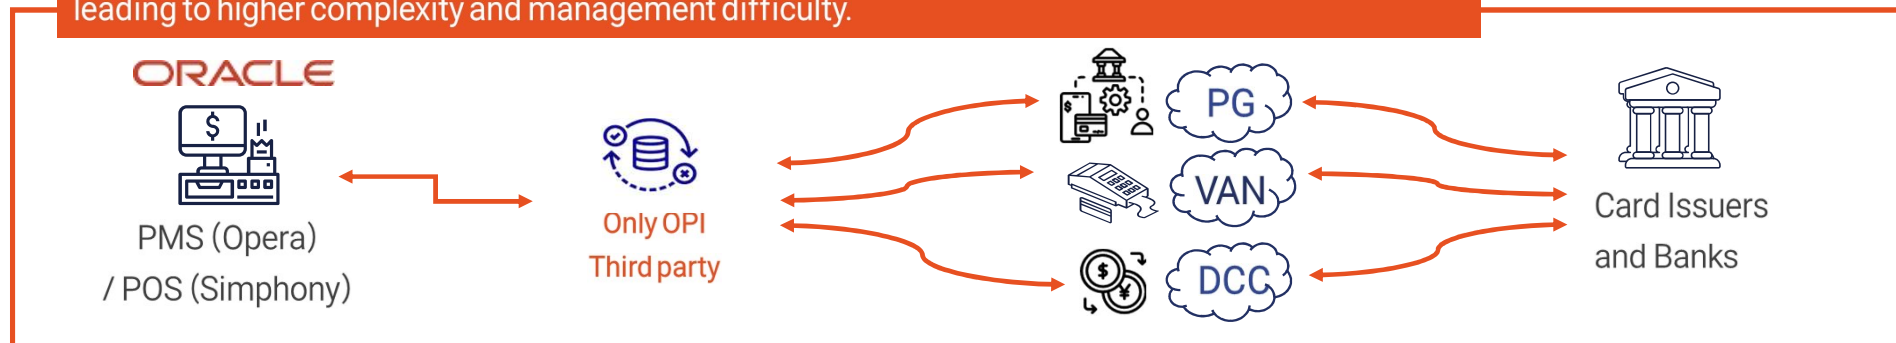 leading to higher complexity and management difficulty.
ORACLE
PMS (Opera)
/ POS (Simphony)
Only OPI
Third party
PG
VAN
DCC
Card Issuers
and Banks